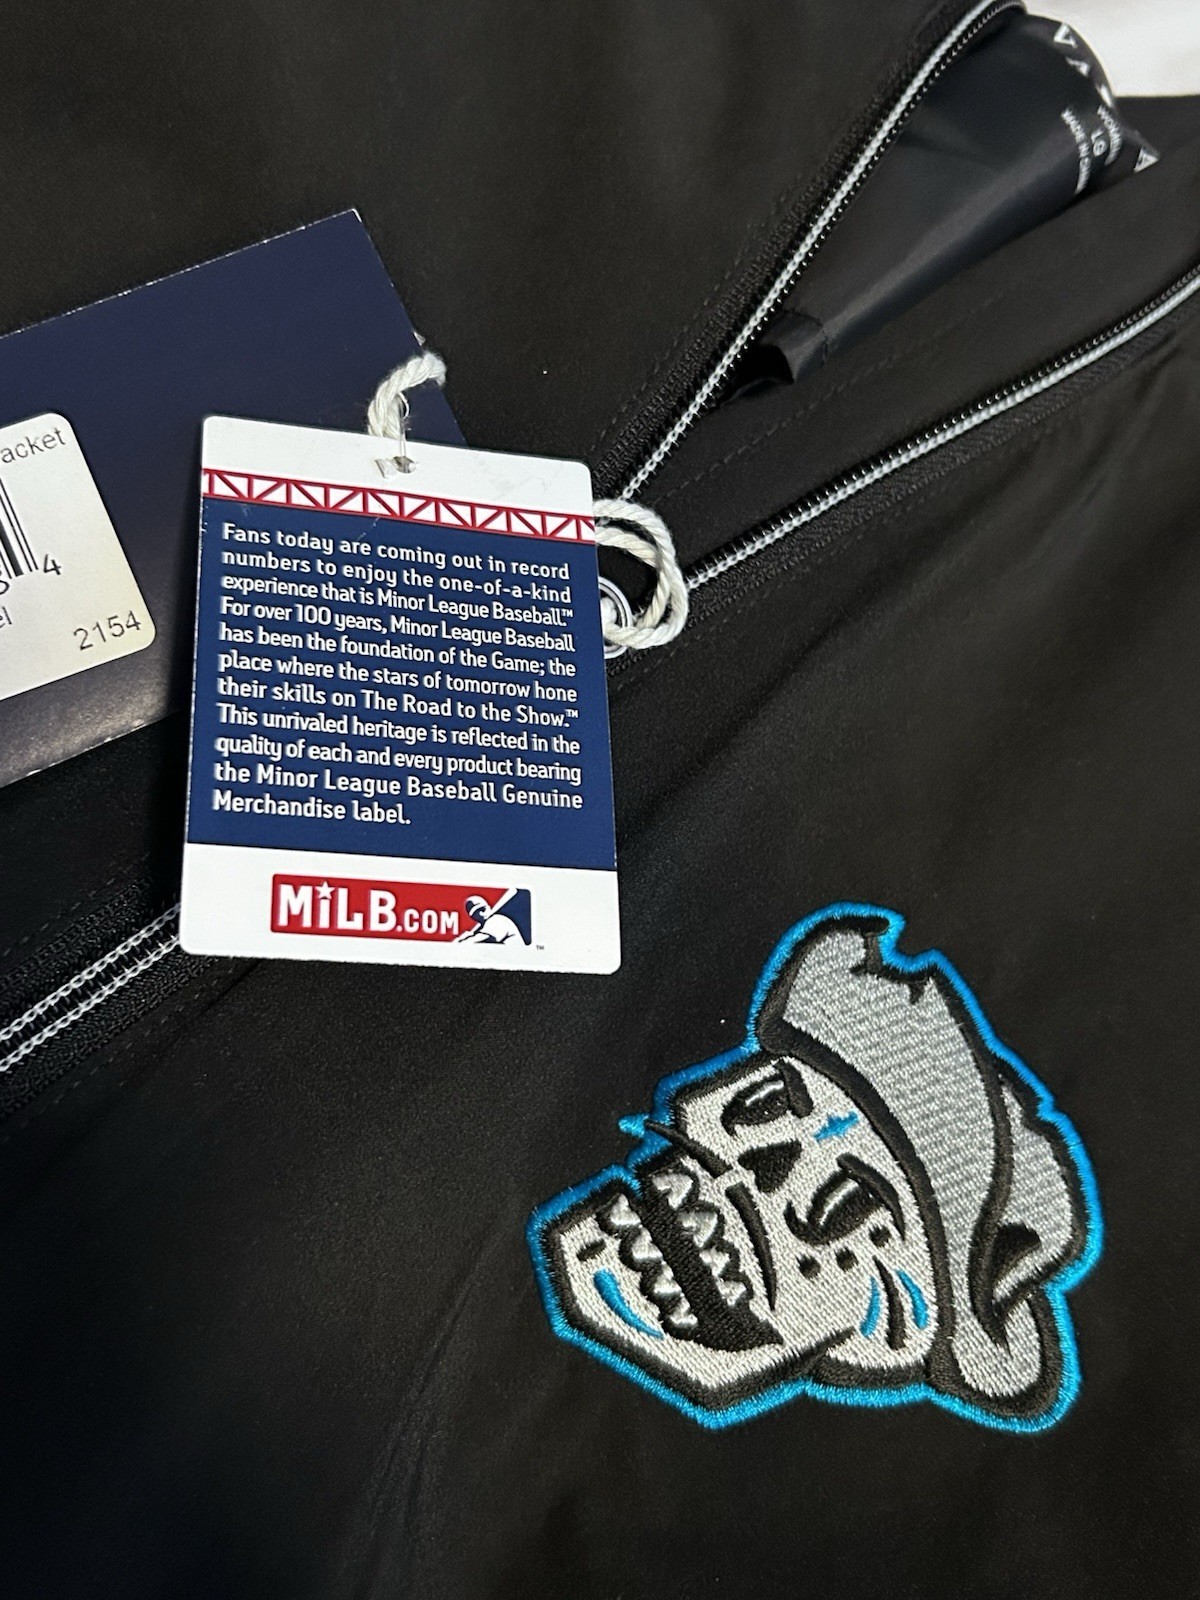 acket
4
el
2154
Fans today are coming out in record
numbers to enjoy the one-of-a-kind
experience that is Minor League Baseball.™
For over 100 years, Minor League Baseball
has been the foundation of the Game; the
place where the stars of tomorrow hone
their skills on The Road to the Show.™
This unrivaled heritage is reflected in the
quality of each and every product bearing
the Minor League Baseball Genuine
Merchandise label.
MiLB.COM ™
LG